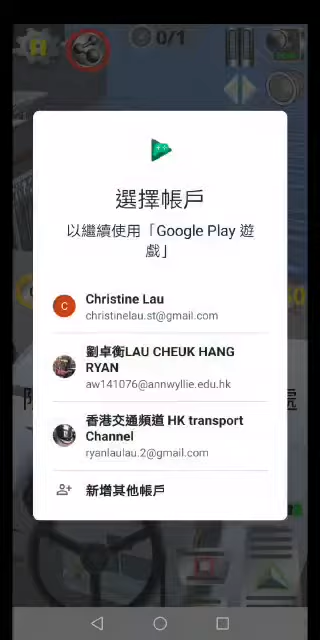 0/1
選擇帳戶
以繼續使用「Google Play 遊
戲」
C
Christine Lau
christinelau.st@gmail.com
劉卓衡LAU CHEUK HANG
RYAN
aw141076@annwyllie.edu.hk
香港交通頻道 HK transport
Channel
ryanlaulau.2@gmail.com
處
新增其他帳戶